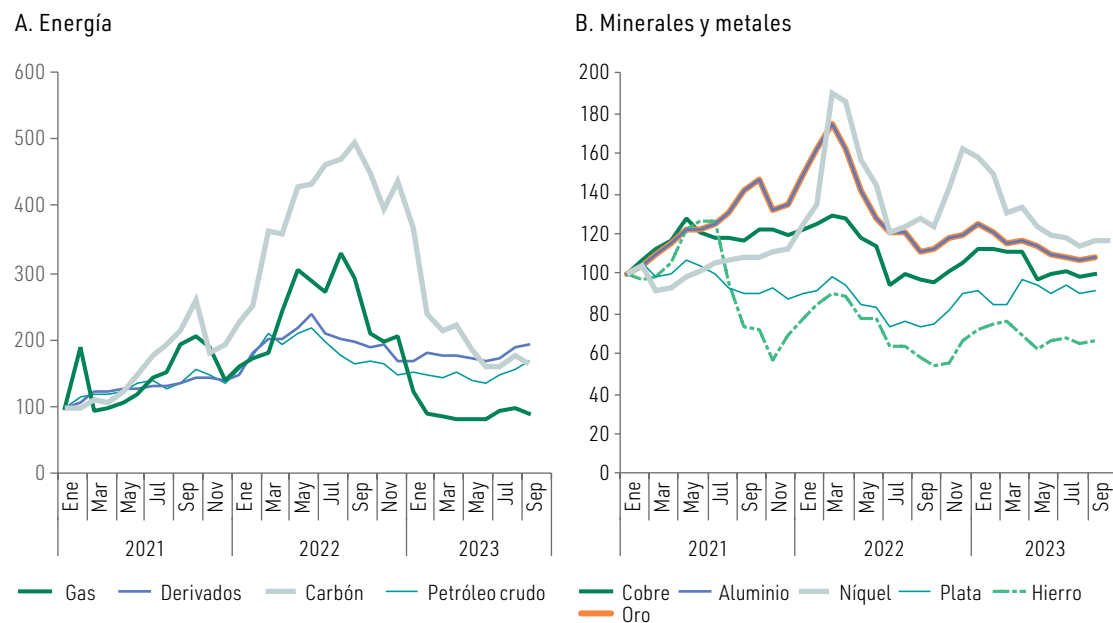 A. Energía
600
500
400
300
200
100
0
Ene
Mar
May
Jul
Sep
Nov
Ene
Mar
May
Jul
Sep
Nov
Ene
Mar
May
Jul
Sep
2021
2022
2023
Gas
Derivados
Carbón
Petróleo crudo
B. Minerales y metales
200
180
160
140
120
100
80
60
40
20
0
Ene
Mar
May
Jul
Sep
Nov
Ene
Mar
May
Jul
Sep
Nov
Ene
Mar
May
Jul
Sep
2021
2022
2023
Cobre
Aluminio
Níquel
Plata
Hierro
Oro